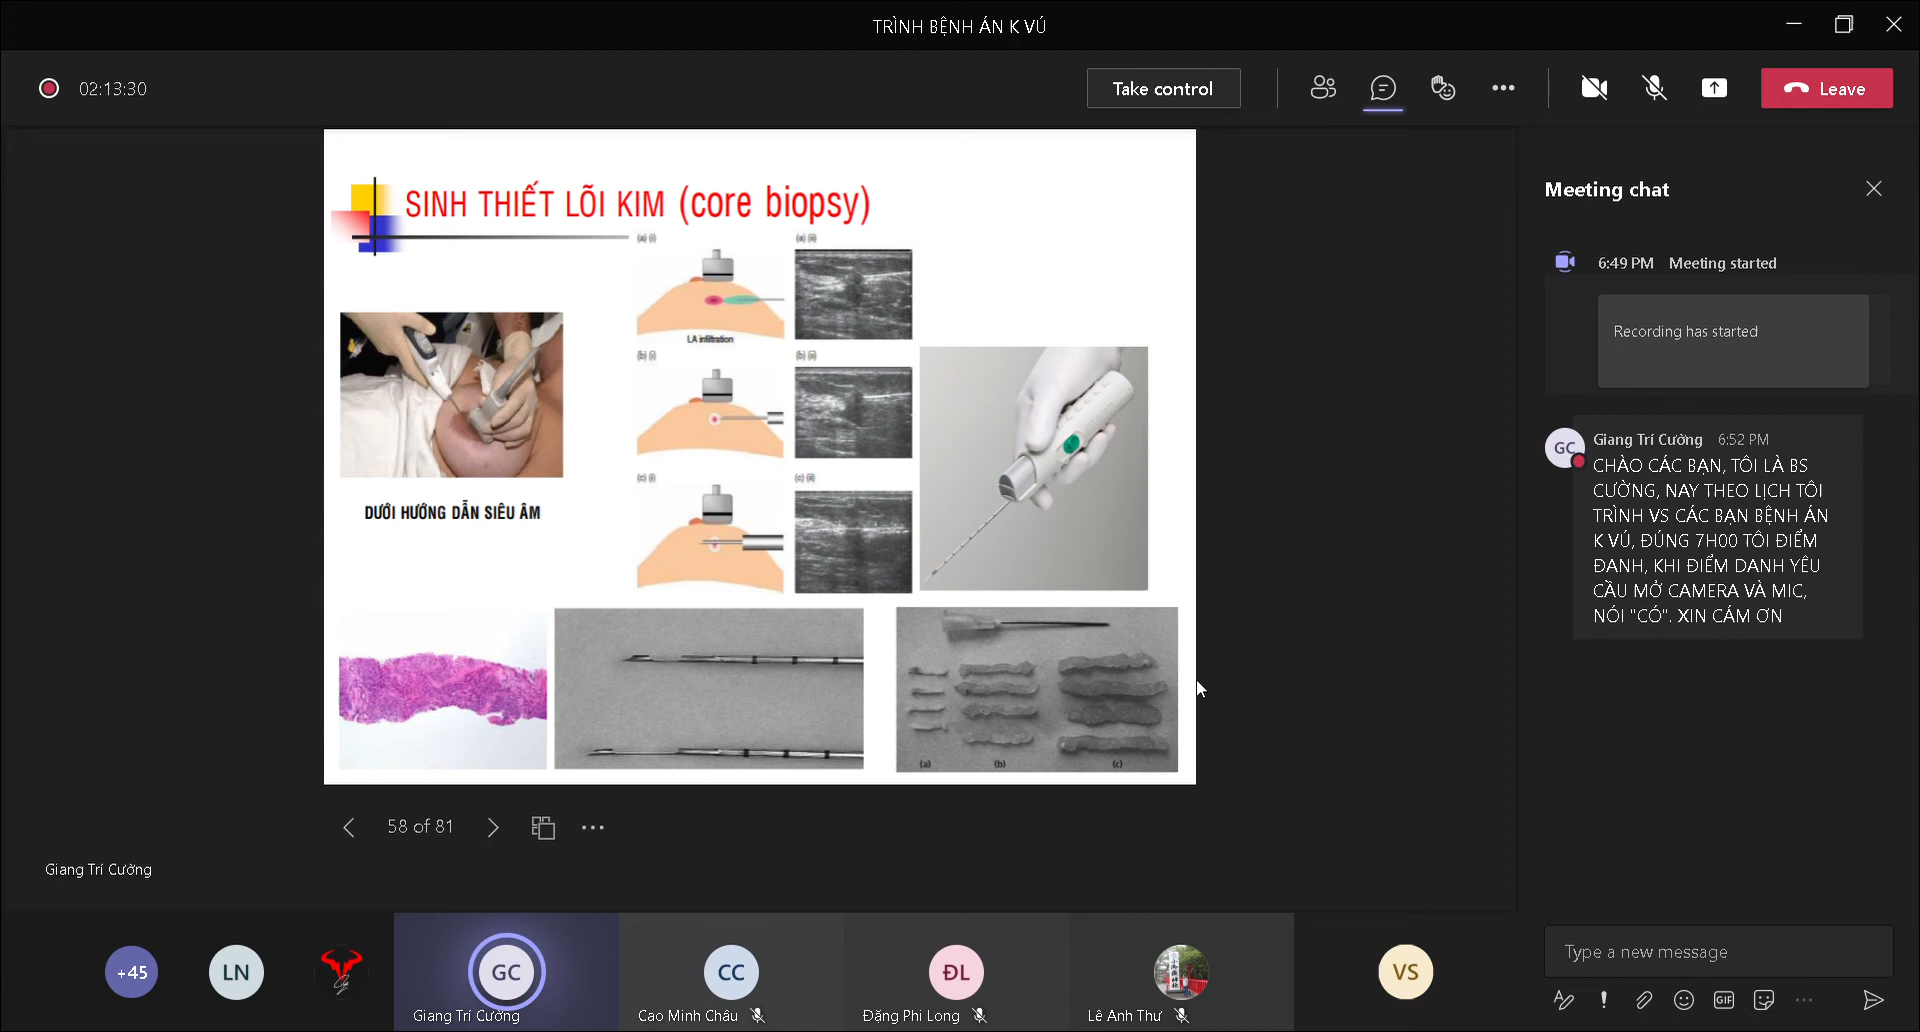 TRÌNH BỆNH ÁN K VÚ
02:13:30
Take control
Leave
SINH THIẾT LÕI KIM (core biopsy)
(a) (i)
(a) (ii)
LA infiltration
(b) (i)
(b) (ii)
(c) (i)
DƯỚI HƯỚNG DẪN SIÊU ÂM
(a)
(b)
(c)
58 of 81
Giang Trí Cường
Meeting chat
6:49 PM Meeting started
Recording has started
GC
Giang Trí Cường 6:52 PM
CHÀO CÁC BẠN, TÔI LÀ BS
CƯỜNG, NAY THEO LỊCH TÔI
TRÌNH VS CÁC BẠN BỆNH ÁN
K VÚ, ĐÚNG 7H00 TÔI ĐIỂM
ĐANH, KHI ĐIỂM DANH YÊU
CẦU MỞ CAMERA VÀ MIC,
NÓI "CÓ". XIN CÁM ƠN
+45
LN
GC
Giang Trí Cường
CC
Cao Minh Châu
ĐL
Đặng Phi Long
Lê Anh Thư
VS
Type a new message
GIF